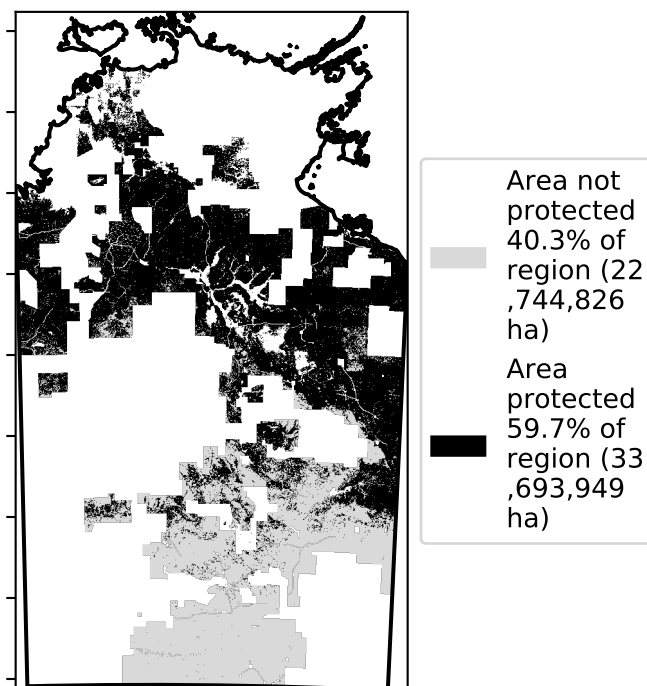 Area not
protected
40.3% of
region (22
,744,826
ha)
Area
protected
59.7% of
region (33
,693,949
ha)